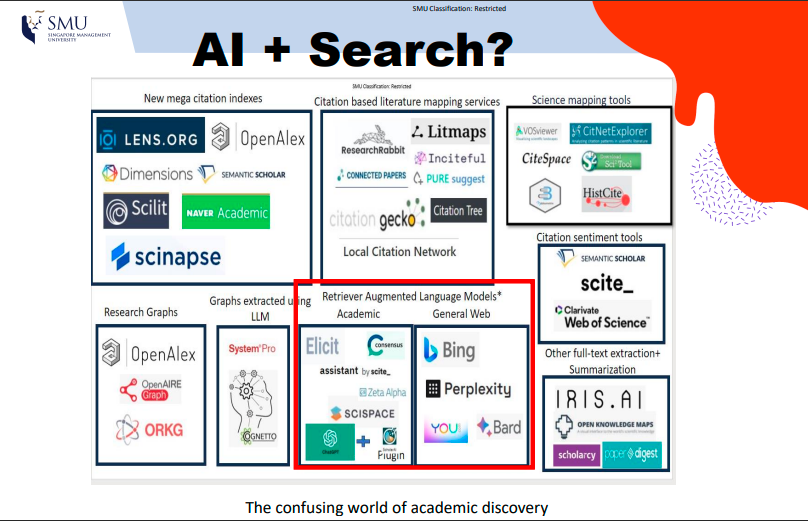 SMU Classification: Restricted
SMU
SINGAPORE MANAGEMENT
UNIVERSITY
AI + Search?
SMU Classification: Restricted
New mega citation indexes
LENS.ORG
OpenAlex
Dimensions
SEMANTIC SCHOLAR
Scilit
NAVER Academic
scinapse
Citation based literature mapping services
ResearchRabbit
Litmaps
Inciteful
CONNECTED PAPERS
PURE suggest
citation gecko
Citation Tree
Local Citation Network
Science mapping tools
VOSviewer
CitNetExplorer
CiteSpace
Sci² Tool
HistCite
Citation sentiment tools
SEMANTIC SCHOLAR
scite_
Clarivate
Web of Science™
Research Graphs
OpenAlex
OpenAIRE
Graph
ORKG
Graphs extracted using
LLM
System Pro
COGNETTO
Retriever Augmented Language Models*
Academic
General Web
Elicit
consensus
assistant by scite_
Zeta Alpha
SCISPACE
ChatGPT
Plugin
Bing
Perplexity
YOU
Bard
Other full-text extraction+
Summarization
IRIS.AI
OPEN KNOWLEDGE MAPS
scholarcy
paper digest
The confusing world of academic discovery